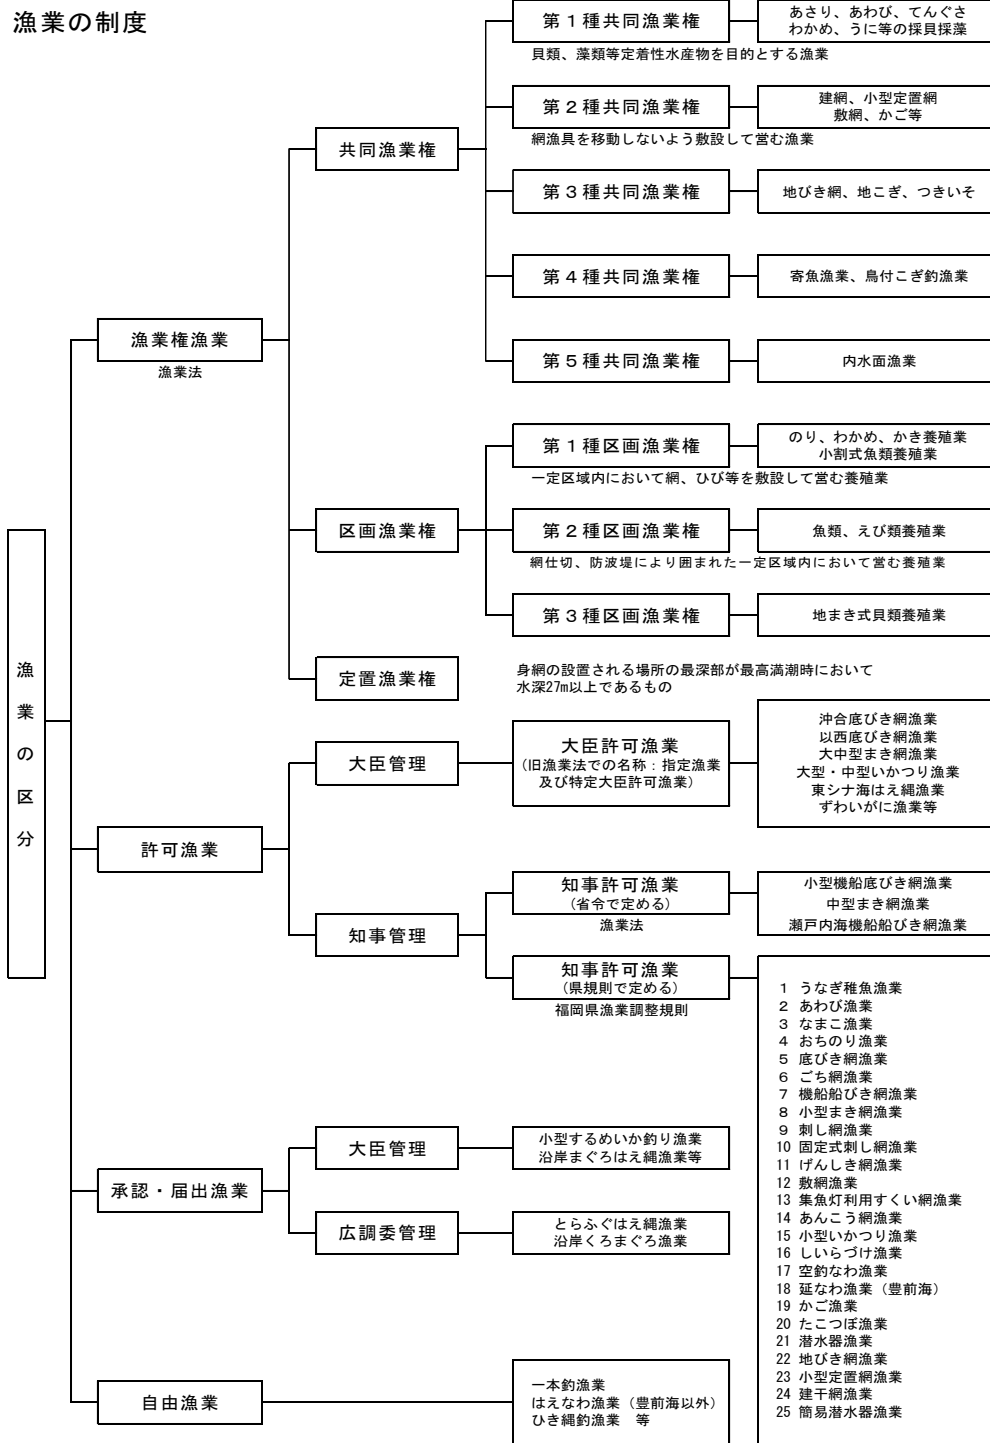 漁業の制度
漁業の区分
漁業権漁業
漁業法
共同漁業権
第１種共同漁業権
あさり、あわび、てんぐさ
わかめ、うに等の採貝採藻
貝類、藻類等定着性水産物を目的とする漁業
第２種共同漁業権
建網、小型定置網
敷網、かご等
網漁具を移動しないよう敷設して営む漁業
第３種共同漁業権
地びき網、地こぎ、つきいそ
第４種共同漁業権
寄魚漁業、鳥付こぎ釣漁業
第５種共同漁業権
内水面漁業
区画漁業権
第１種区画漁業権
のり、わかめ、かき養殖業
小割式魚類養殖業
一定区域内において網、ひび等を敷設して営む養殖業
第２種区画漁業権
魚類、えび類養殖業
網仕切、防波堤により囲まれた一定区域内において営む養殖業
第３種区画漁業権
地まき式貝類養殖業
定置漁業権
身網の設置される場所の最深部が最高満潮時において
水深27m以上であるもの
許可漁業
大臣管理
大臣許可漁業
（旧漁業法での名称：指定漁業
及び特定大臣許可漁業）
沖合底びき網漁業
以西底びき網漁業
大中型まき網漁業
大型・中型いかつり漁業
東シナ海はえ縄漁業
ずわいがに漁業等
知事管理
知事許可漁業
（省令で定める）
漁業法
小型機船底びき網漁業
中型まき網漁業
瀬戸内海機船船びき網漁業
知事許可漁業
（県規則で定める）
福岡県漁業調整規則
1 うなぎ稚魚漁業
2 あわび漁業
3 なまこ漁業
4 おちのり漁業
5 底びき網漁業
6 ごち網漁業
7 機船船びき網漁業
8 小型まき網漁業
9 刺し網漁業
10 固定式刺し網漁業
11 げんしき網漁業
12 敷網漁業
13 集魚灯利用すくい網漁業
14 あんこう網漁業
15 小型いかつり漁業
16 しいらづけ漁業
17 空釣なわ漁業
18 延なわ漁業（豊前海）
19 かご漁業
20 たこつぼ漁業
21 潜水器漁業
22 地びき網漁業
23 小型定置網漁業
24 建干網漁業
25 簡易潜水器漁業
承認・届出漁業
大臣管理
小型するめいか釣り漁業
沿岸まぐろはえ縄漁業等
広調委管理
とらふぐはえ縄漁業
沿岸くろまぐろ漁業
自由漁業
一本釣漁業
はえなわ漁業（豊前海以外）
ひき縄釣漁業　等